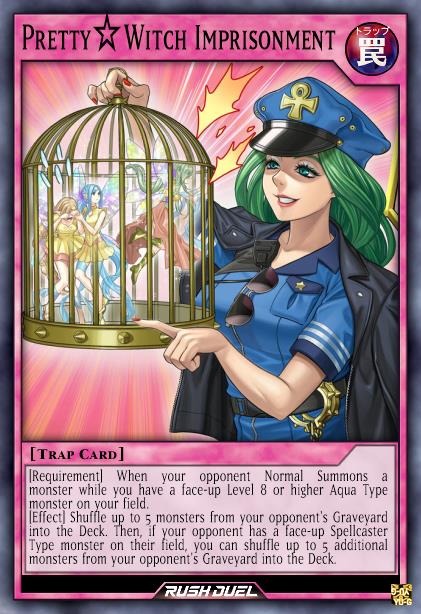 Pretty☆Witch Imprisonment
トラップ
罠
[Trap Card]
[Requirement] When your opponent Normal Summons a
monster while you have a face-up Level 8 or higher Aqua Type
monster on your field.
[Effect] Shuffle up to 5 monsters from your opponent's Graveyard
into the Deck. Then, if your opponent has a face-up Spellcaster
Type monster on their field, you can shuffle up to 5 additional
monsters from your opponent's Graveyard into the Deck.
RUSH DUEL